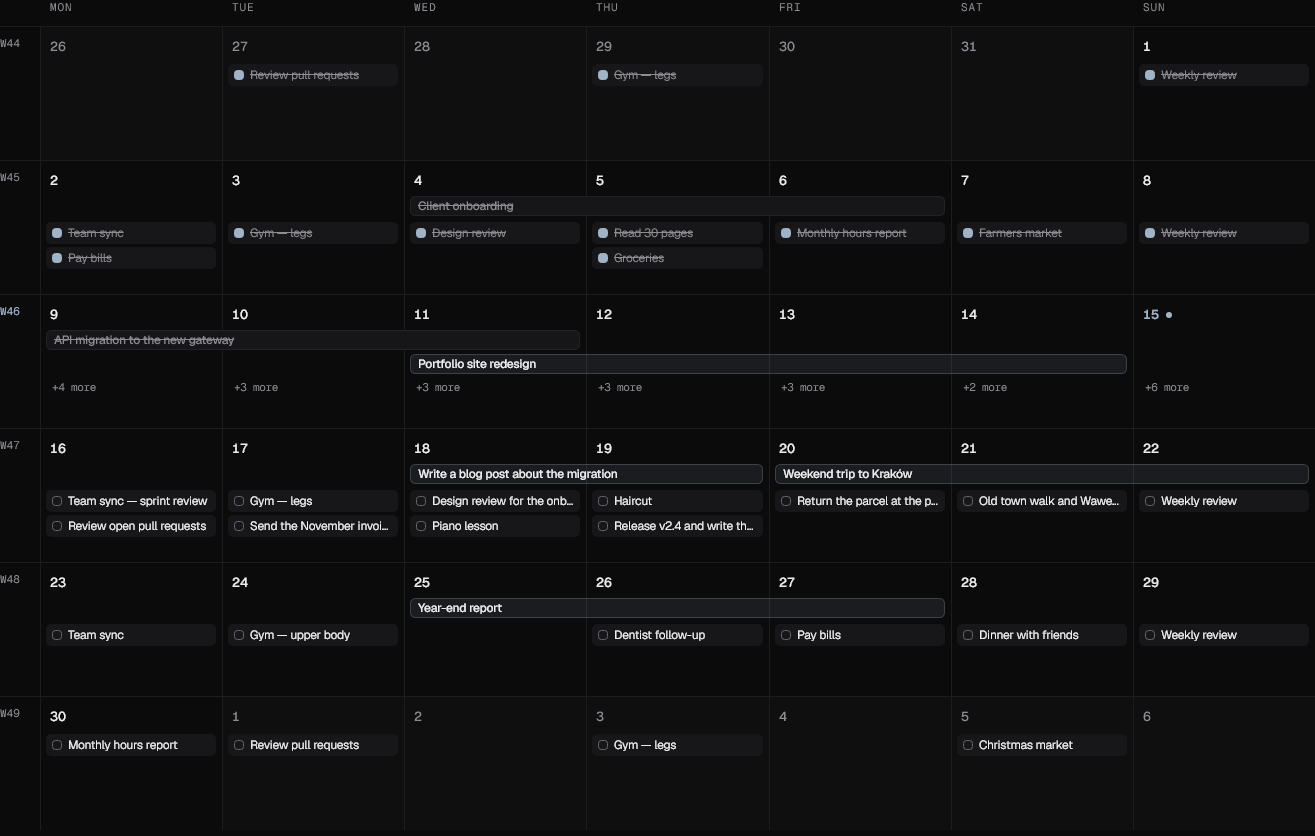 MON TUE WED THU FRI SAT SUN
W44 26 27 28 29 30 31 1
Review pull requests Gym — legs Weekly review
W45 2 3 4 5 6 7 8
Client onboarding
Team sync Gym — legs Design review Read 30 pages Monthly hours report Farmers market Weekly review
Pay bills Groceries
W46 9 10 11 12 13 14 15
API migration to the new gateway
Portfolio site redesign
+4 more +3 more +3 more +3 more +3 more +2 more +6 more
W47 16 17 18 19 20 21 22
Write a blog post about the migration Weekend trip to Kraków
Team sync — sprint review Gym — legs Design review for the onb… Haircut Return the parcel at the p… Old town walk and Wawe… Weekly review
Review open pull requests Send the November invoi… Piano lesson Release v2.4 and write th…
W48 23 24 25 26 27 28 29
Year-end report
Team sync Gym — upper body Dentist follow-up Pay bills Dinner with friends Weekly review
W49 30 1 2 3 4 5 6
Monthly hours report Review pull requests Gym — legs Christmas market